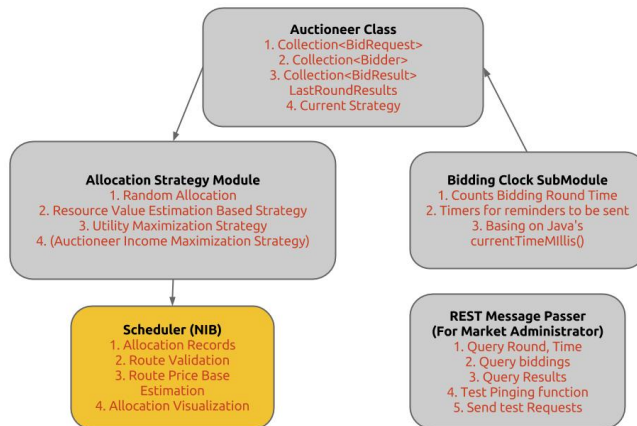 Auctioneer Class
1. Collection<BidRequest>
2. Collection<Bidder>
3. Collection<BidResult>
LastRoundResults
4. Current Strategy
Allocation Strategy Module
1. Random Allocation
2. Resource Value Estimation Based Strategy
3. Utility Maximization Strategy
4. (Auctioneer Income Maximization Strategy)
Bidding Clock SubModule
1. Counts Bidding Round Time
2. Timers for reminders to be sent
3. Basing on Java's
currentTimeMIllis()
Scheduler (NIB)
1. Allocation Records
2. Route Validation
3. Route Price Base
Estimation
4. Allocation Visualization
REST Message Passer
(For Market Administrator)
1. Query Round, Time
2. Query biddings
3. Query Results
4. Test Pinging function
5. Send test Requests